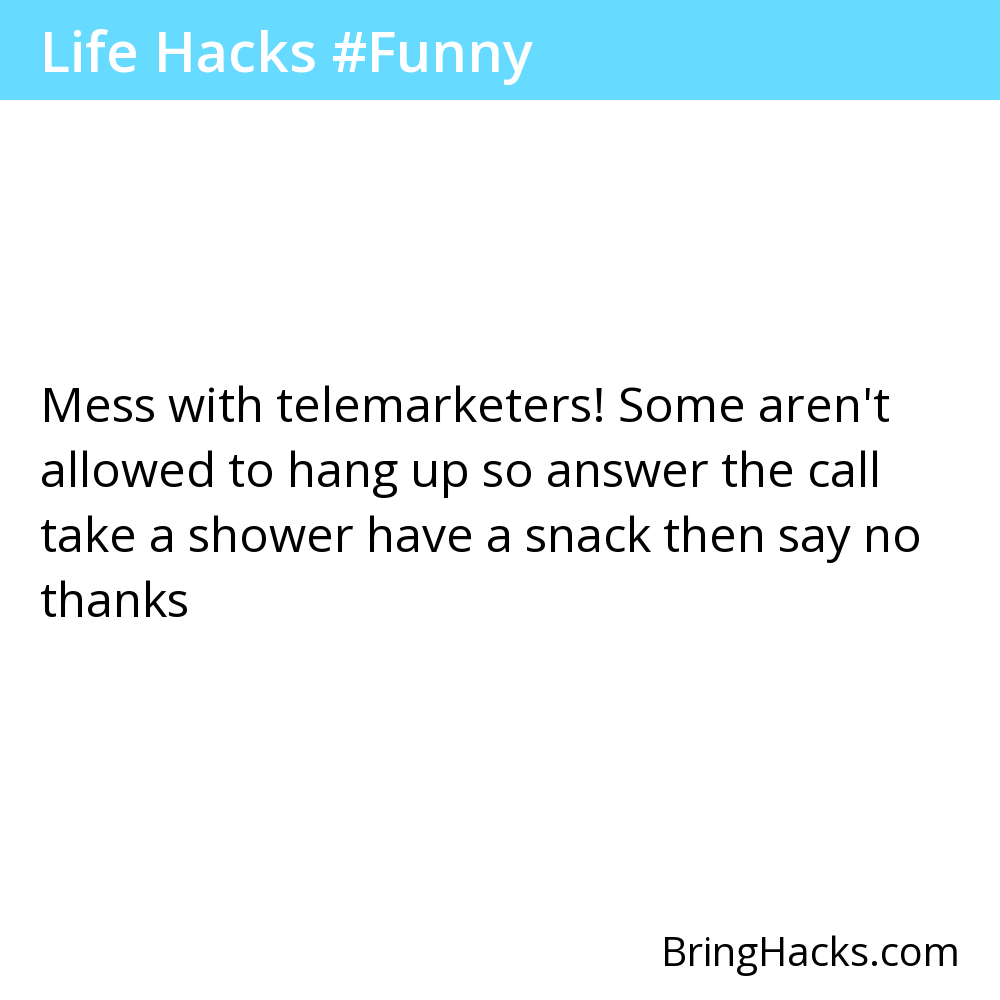 Life Hacks #Funny
Mess with telemarketers! Some aren't
allowed to hang up so answer the call
take a shower have a snack then say no
thanks
BringHacks.com